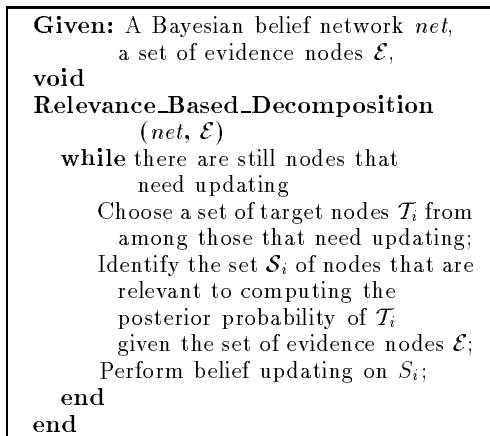 Given: A Bayesian belief network net,
a set of evidence nodes ℰ,
void
Relevance_Based_Decomposition
(net, ℰ)
while there are still nodes that
need updating
Choose a set of target nodes 𝒯i from
among those that need updating;
Identify the set 𝒮i of nodes that are
relevant to computing the
posterior probability of 𝒯i
given the set of evidence nodes ℰ;
Perform belief updating on Si;
end
end